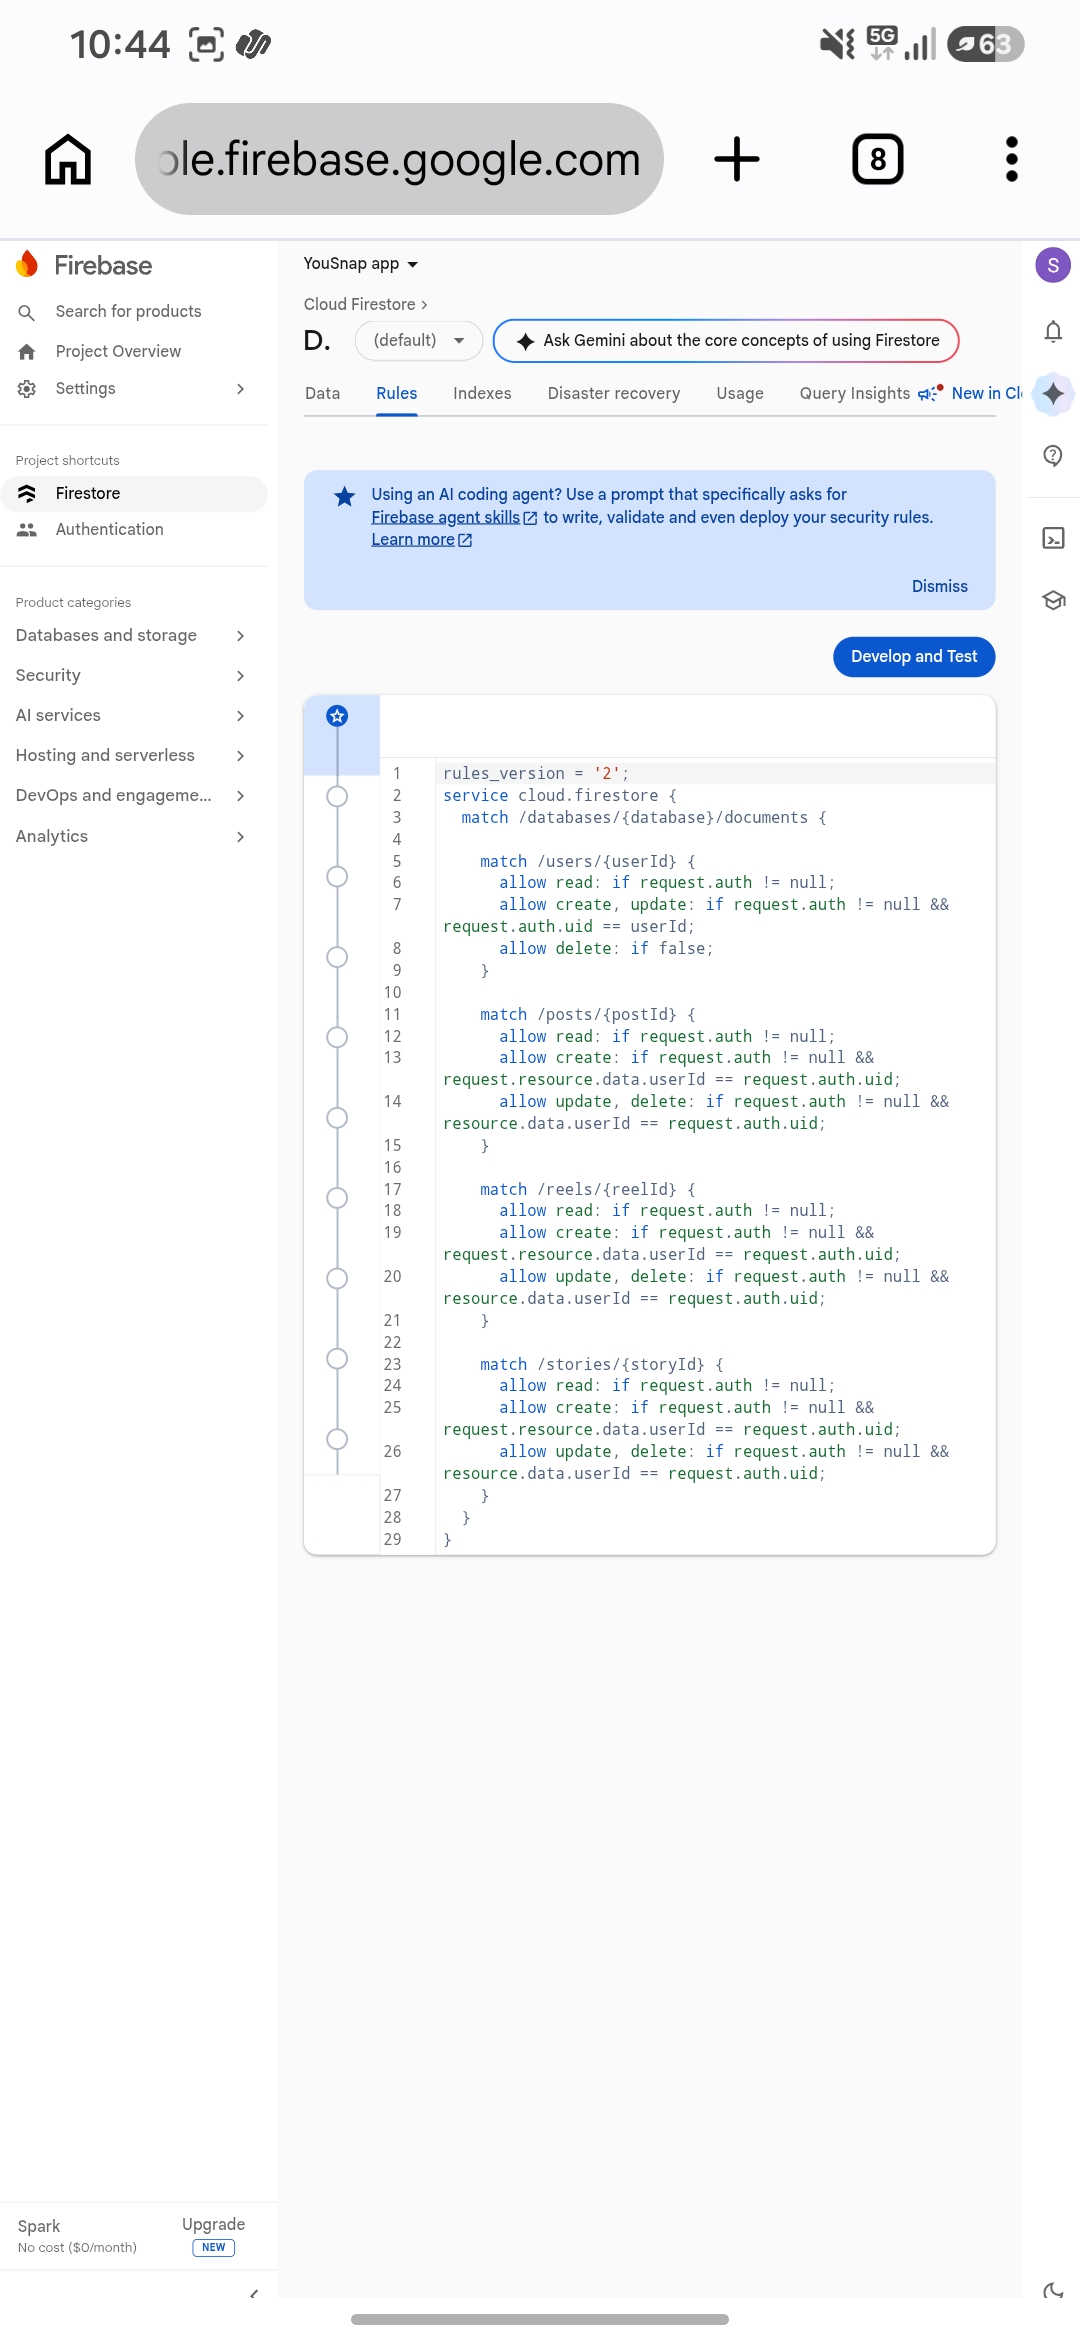 10:44
5G
63
ole.firebase.google.com
8
Firebase
Search for products
Project Overview
Settings
Project shortcuts
Firestore
Authentication
Product categories
Databases and storage
Security
AI services
Hosting and serverless
DevOps and engageme...
Analytics
Spark
No cost ($0/month)
Upgrade
NEW
YouSnap app
S
Cloud Firestore
D.
(default)
Ask Gemini about the core concepts of using Firestore
Data Rules Indexes Disaster recovery Usage Query Insights New in Cl
Using an AI coding agent? Use a prompt that specifically asks for
Firebase agent skills to write, validate and even deploy your security rules.
Learn more
Dismiss
Develop and Test
1 rules_version = '2';
2 service cloud.firestore {
3 match /databases/{database}/documents {
4
5 match /users/{userId} {
6 allow read: if request.auth != null;
7 allow create, update: if request.auth != null &&
request.auth.uid == userId;
8 allow delete: if false;
9 }
10
11 match /posts/{postId} {
12 allow read: if request.auth != null;
13 allow create: if request.auth != null &&
request.resource.data.userId == request.auth.uid;
14 allow update, delete: if request.auth != null &&
resource.data.userId == request.auth.uid;
15 }
16
17 match /reels/{reelId} {
18 allow read: if request.auth != null;
19 allow create: if request.auth != null &&
request.resource.data.userId == request.auth.uid;
20 allow update, delete: if request.auth != null &&
resource.data.userId == request.auth.uid;
21 }
22
23 match /stories/{storyId} {
24 allow read: if request.auth != null;
25 allow create: if request.auth != null &&
request.resource.data.userId == request.auth.uid;
26 allow update, delete: if request.auth != null &&
resource.data.userId == request.auth.uid;
27 }
28 }
29 }